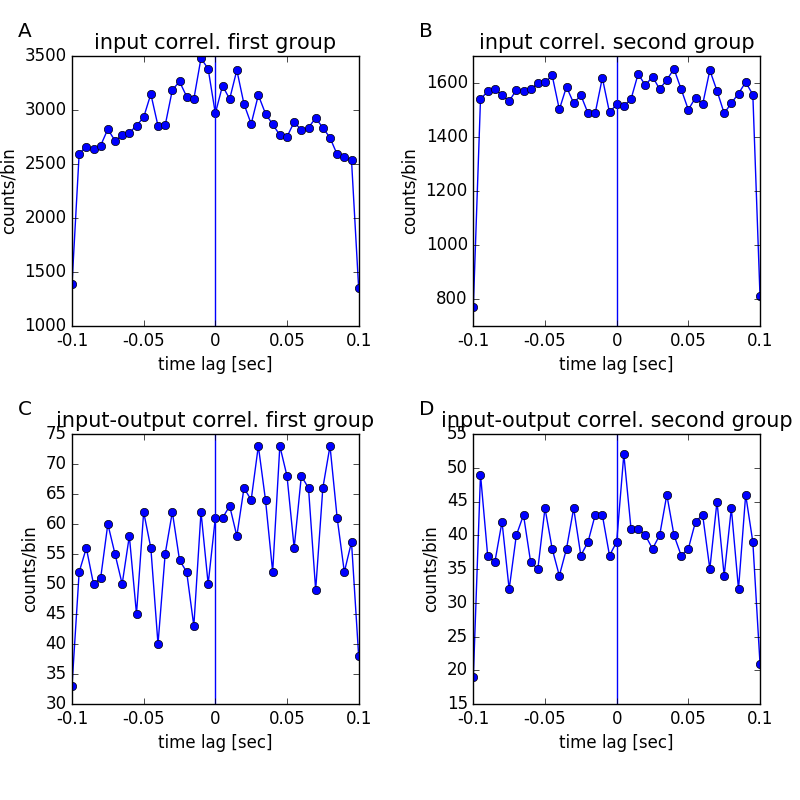 A
input correl. first group
3500
3000
2500
2000
1500
1000
counts/bin
-0.1 -0.05 0 0.05 0.1
time lag [sec]
B
input correl. second group
1600
1400
1200
1000
800
counts/bin
-0.1 -0.05 0 0.05 0.1
time lag [sec]
C
input-output correl. first group
75
70
65
60
55
50
45
40
35
30
counts/bin
-0.1 -0.05 0 0.05 0.1
time lag [sec]
D
input-output correl. second group
55
50
45
40
35
30
25
20
15
counts/bin
-0.1 -0.05 0 0.05 0.1
time lag [sec]